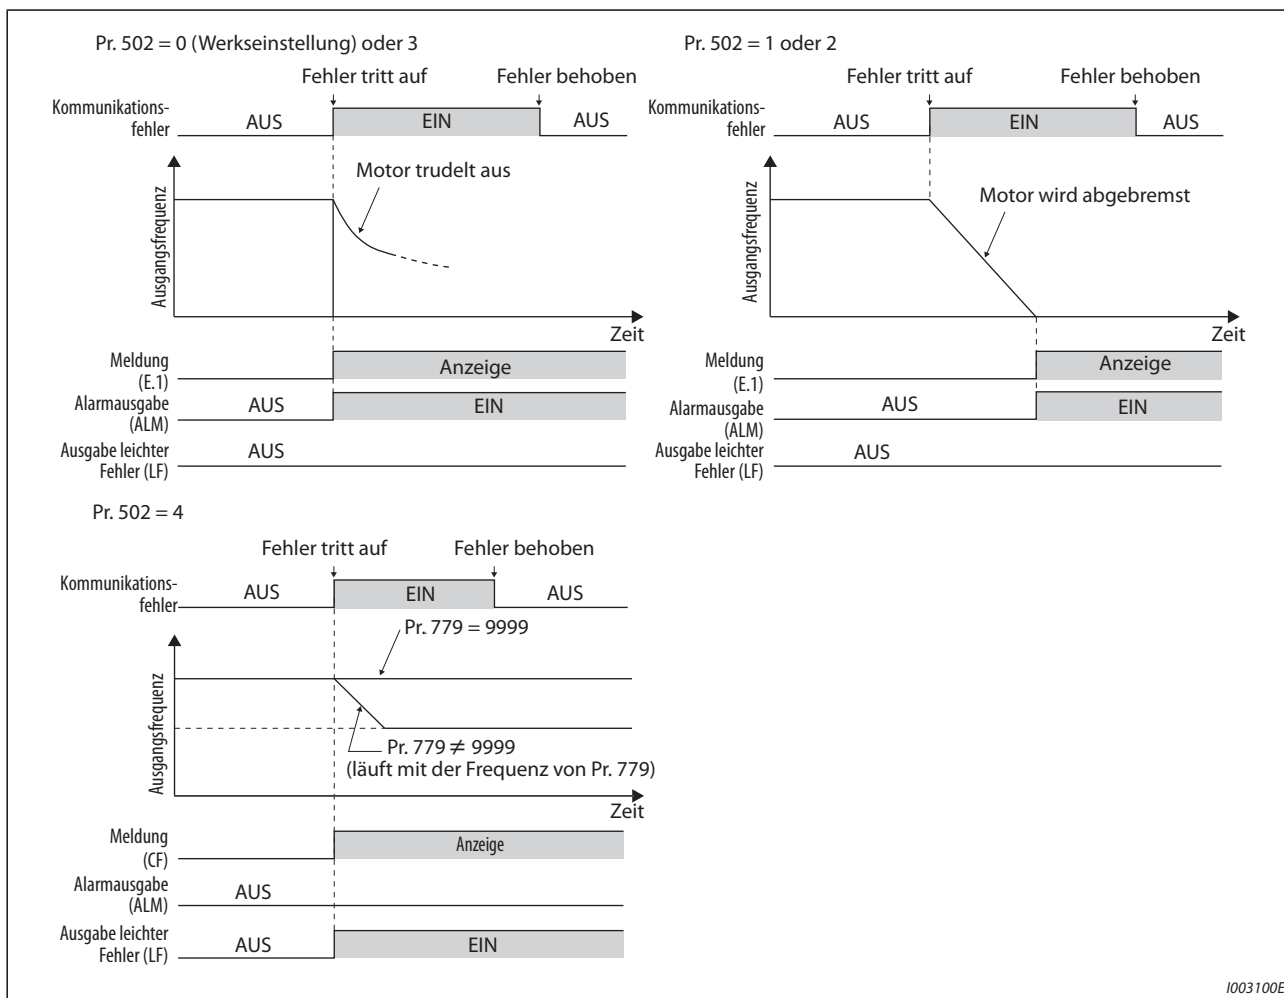 Pr. 502 = 0 (Werkseinstellung) oder 3
Fehler tritt auf
Fehler behoben
Kommunikations-
fehler
AUS
EIN
AUS
Motor trudelt aus
Ausgangsfrequenz
Zeit
Meldung
(E.1)
Anzeige
Alarmausgabe
(ALM)
AUS
EIN
Ausgabe leichter
Fehler (LF)
AUS
Pr. 502 = 1 oder 2
Fehler tritt auf
Fehler behoben
Kommunikations-
fehler
AUS
EIN
AUS
Motor wird abgebremst
Ausgangsfrequenz
Zeit
Meldung
(E.1)
Anzeige
Alarmausgabe
(ALM)
AUS
EIN
Ausgabe leichter
Fehler (LF)
AUS
Pr. 502 = 4
Fehler tritt auf
Fehler behoben
Kommunikations-
fehler
AUS
EIN
AUS
Pr. 779 = 9999
Ausgangsfrequenz
Pr. 779 ≠ 9999
(läuft mit der Frequenz von Pr. 779)
Zeit
Meldung
(CF)
Anzeige
Alarmausgabe
(ALM)
AUS
Ausgabe leichter
Fehler (LF)
AUS
EIN
I003100E